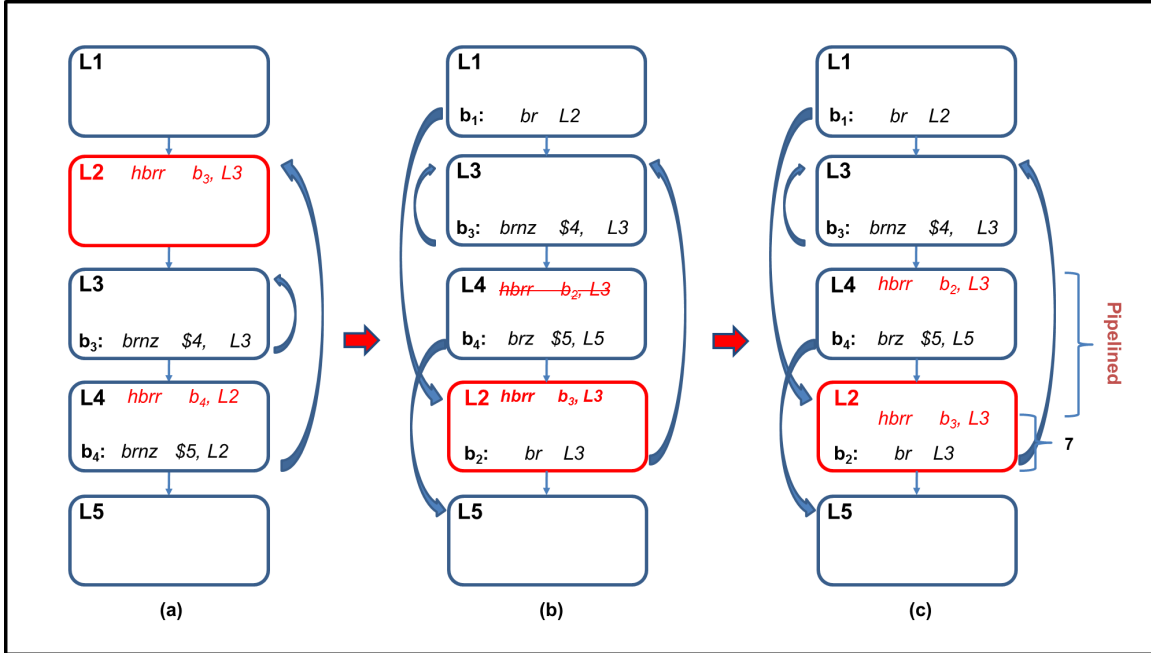 L1
L2 hbrr b₃, L3
L3
b₃: brnz $4, L3
L4 hbrr b₄, L2
b₄: brnz $5, L2
L5
(a)
L1
b₁: br L2
L3
b₃: brnz $4, L3
L4 hbrr b₂, L3
b₄: brz $5, L5
L2 hbrr b₃, L3
b₂: br L3
L5
(b)
L1
b₁: br L2
L3
b₃: brnz $4, L3
L4 hbrr b₂, L3
b₄: brz $5, L5
L2
hbrr b₃, L3
b₂: br L3
L5
(c)
Pipelined
7